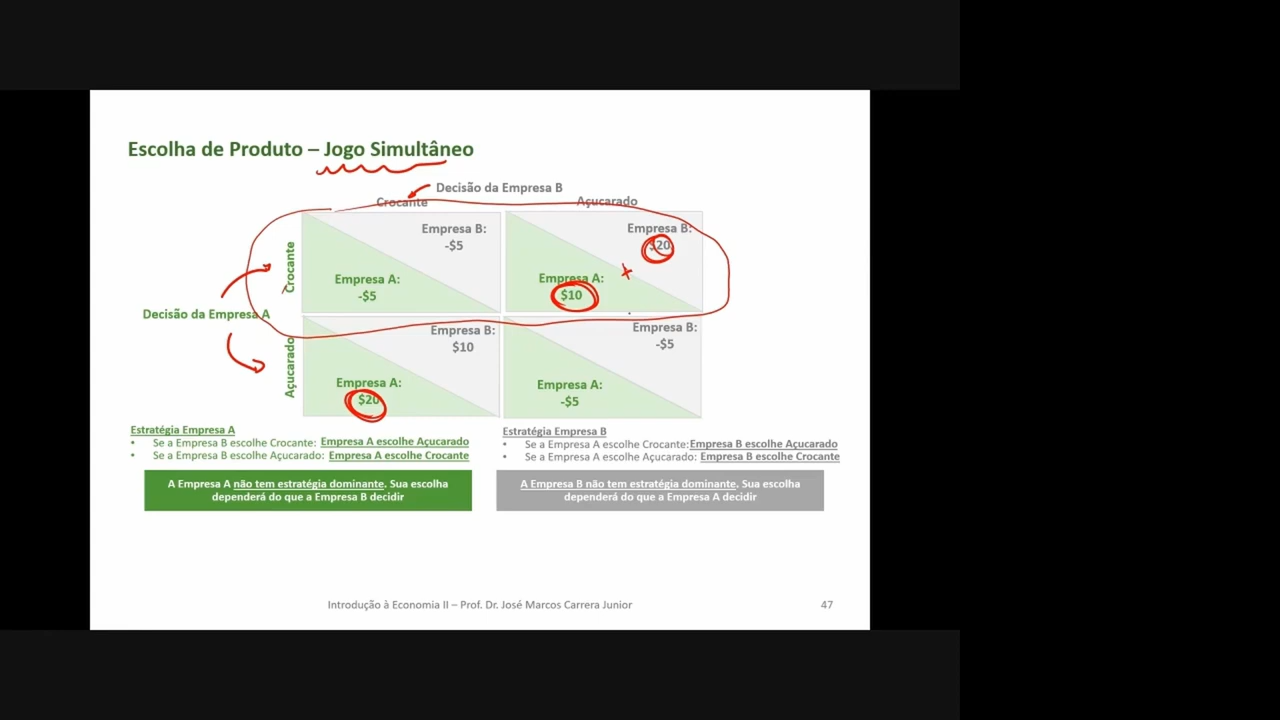 Escolha de Produto – Jogo Simultâneo
Decisão da Empresa B
Crocante Açucarado
Empresa B: Empresa B:
-$5 $20
Crocante
Empresa A: Empresa A:
-$5 $10
Decisão da Empresa A
Empresa B: Empresa B:
$10 -$5
Açucarado
Empresa A: Empresa A:
$20 -$5
Estratégia Empresa A
• Se a Empresa B escolhe Crocante: Empresa A escolhe Açucarado
• Se a Empresa B escolhe Açucarado: Empresa A escolhe Crocante
Estratégia Empresa B
• Se a Empresa A escolhe Crocante: Empresa B escolhe Açucarado
• Se a Empresa A escolhe Açucarado: Empresa B escolhe Crocante
A Empresa A não tem estratégia dominante. Sua escolha
dependerá do que a Empresa B decidir
A Empresa B não tem estratégia dominante. Sua escolha
dependerá do que a Empresa A decidir
Introdução à Economia II – Prof. Dr. José Marcos Carrera Junior
47